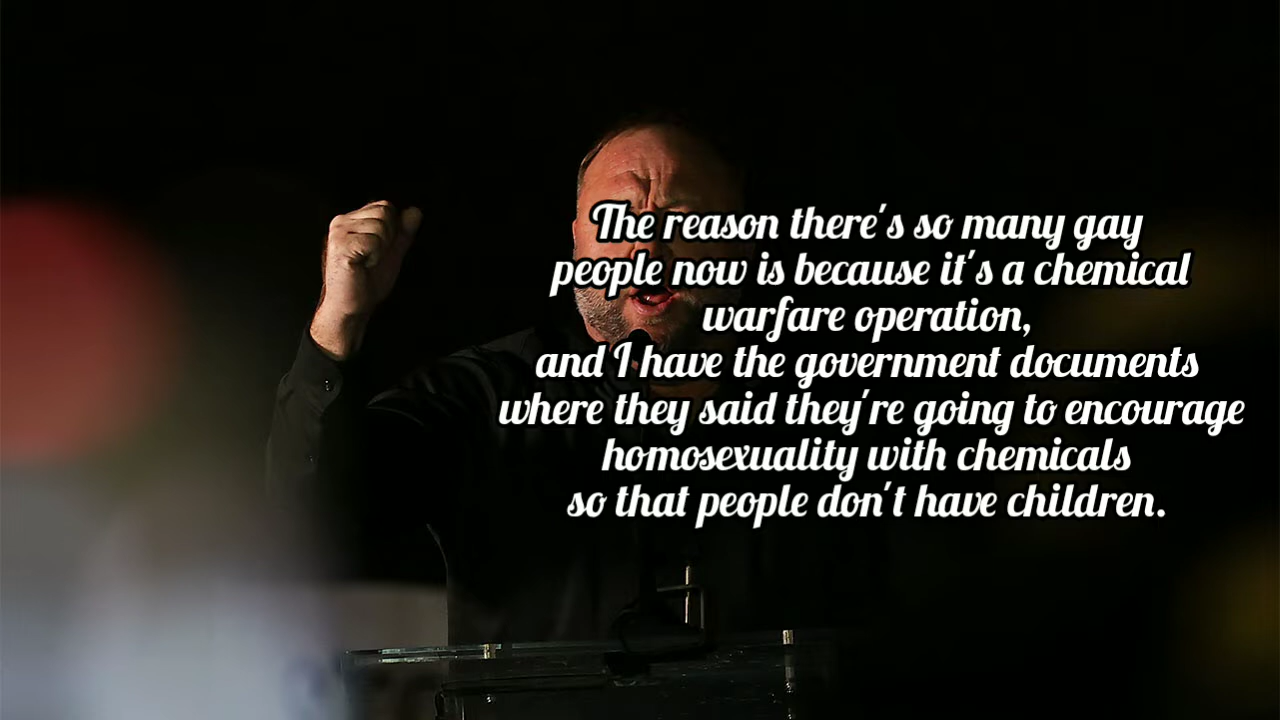 The reason there's so many gay
people now is because it's a chemical
warfare operation,
and I have the government documents
where they said they're going to encourage
homosexuality with chemicals
so that people don't have children.